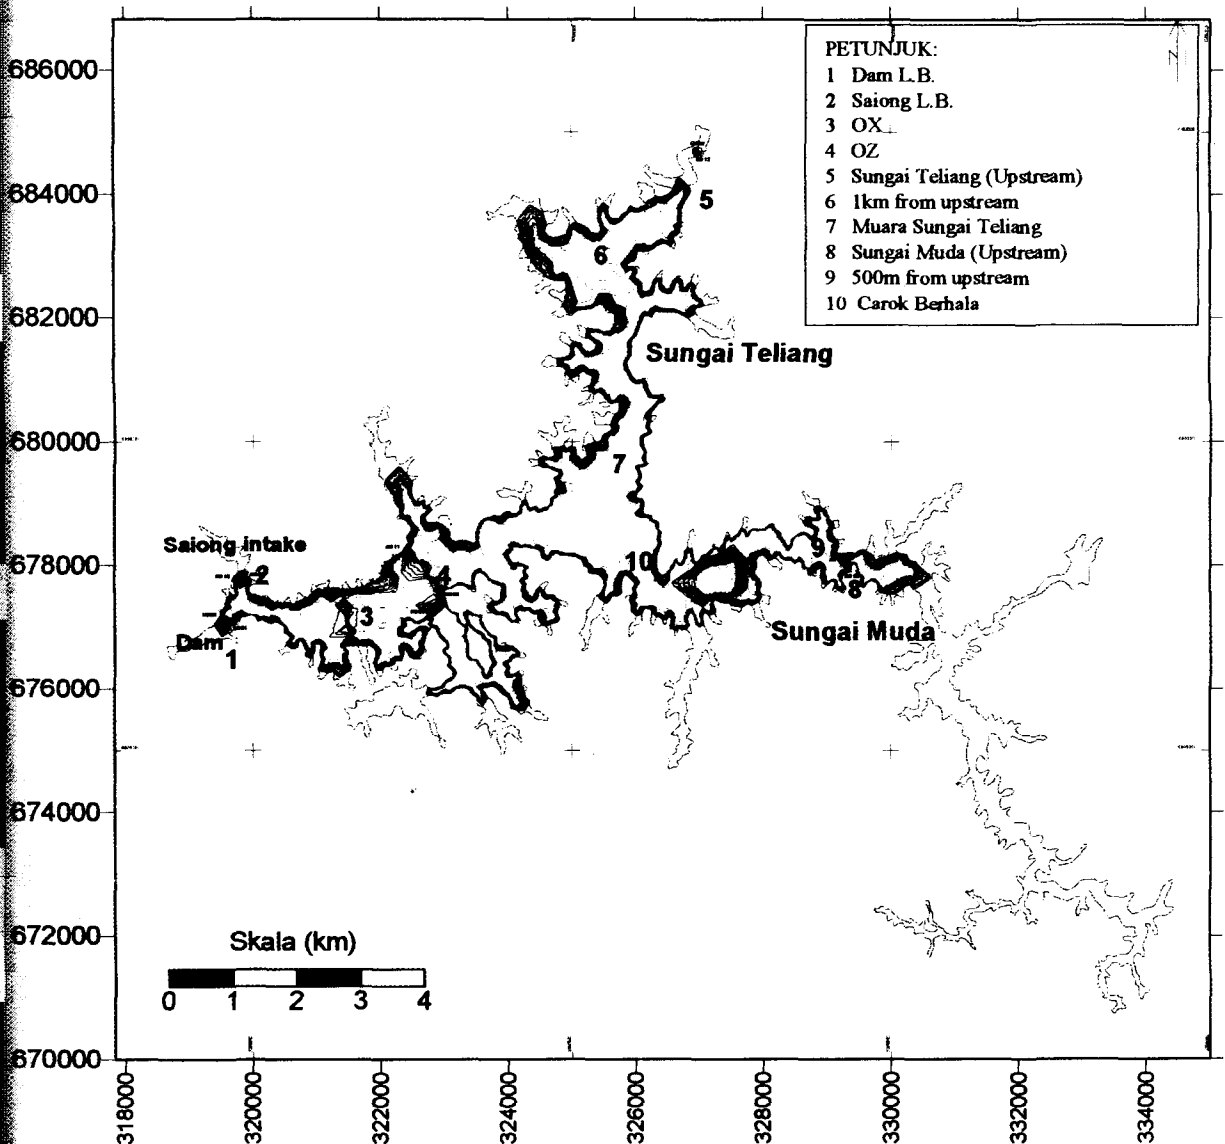 PETUNJUK:
1 Dam L.B.
2 Saiong L.B.
3 OX
4 OZ
5 Sungai Teliang (Upstream)
6 1km from upstream
7 Muara Sungai Teliang
8 Sungai Muda (Upstream)
9 500m from upstream
10 Carok Berhala
N
686000
684000
682000
680000
678000
676000
674000
672000
670000
5
6
Sungai Teliang
7
Saiong intake
2
10
9
4
8
3
Sungai Muda
Dam
1
Skala (km)
0 1 2 3 4
318000
320000
322000
324000
326000
328000
330000
332000
334000